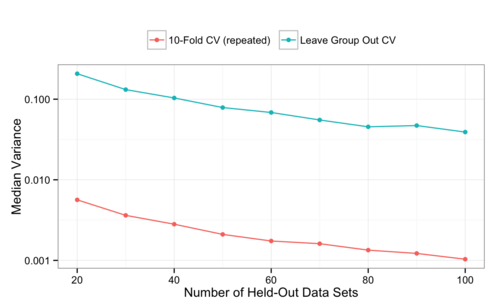 10-Fold CV (repeated) Leave Group Out CV
0.100
0.010
0.001
Median Variance
20 40 60 80 100
Number of Held-Out Data Sets